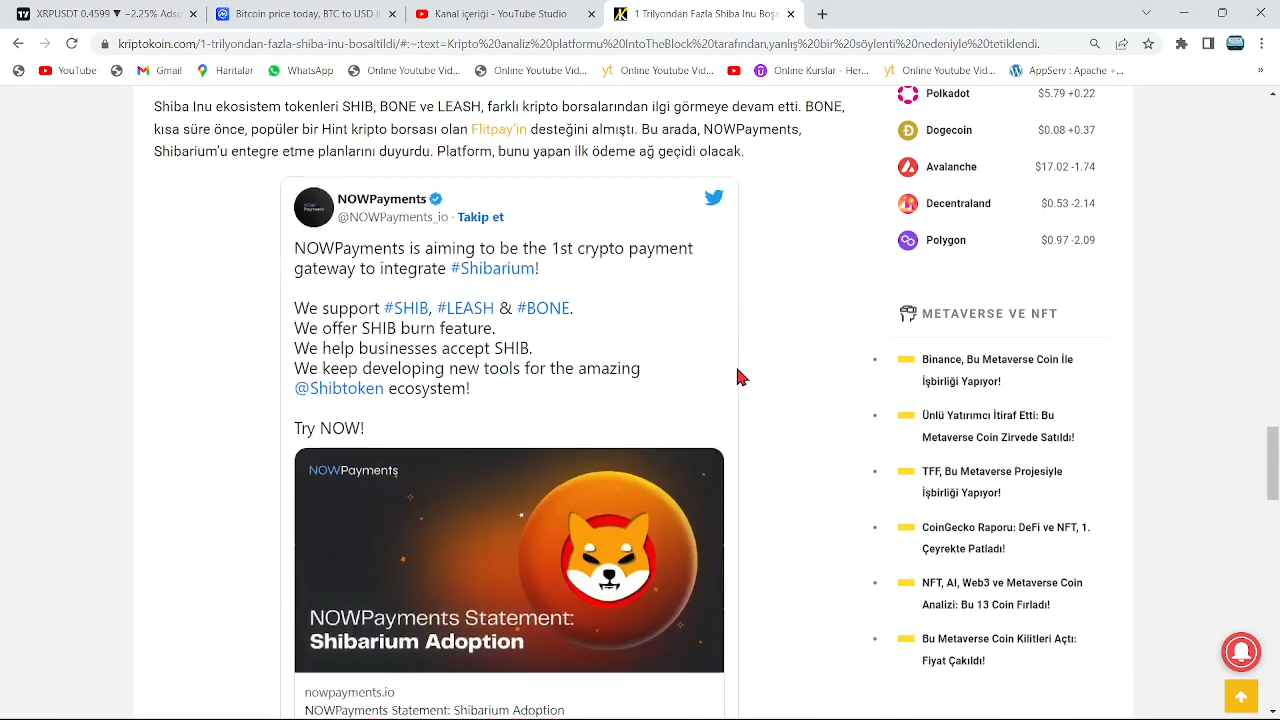 XRPUSDT 0.4599 ▼ −2.25% Adsı
Bitcoin price today, BTC to USD li
Kanal içeriği - YouTube Studio
1 Trilyondan Fazla Shiba Inu Boşa
kriptokoin.com/1-trilyondan-fazla-shiba-inu-bosaltildi/#:~:text=Kripto%20analiz%20platformu%20IntoTheBlock%20tarafından,yanlış%20bir%20söylenti%20nedeniyle%20tetiklendi.
YouTube
Gmail
Haritalar
WhatsApp
Online Youtube Vid...
Online Youtube Vid...
Online Youtube Vid...
Online Kurslar - Her...
Online Youtube Vid...
AppServ : Apache +...
»
Shiba Inu ekosistem tokenleri SHIB, BONE ve LEASH, farklı kripto borsalarından ilgi görmeye devam etti. BONE,
kısa süre önce, popüler bir Hint kripto borsası olan Flitpay'in desteğini almıştı. Bu arada, NOWPayments,
Shibarium'u entegre etme planlarını duyurdu. Platform, bunu yapan ilk ödeme ağ geçidi olacak.
NOWPayments
@NOWPayments_io · Takip et
NOWPayments is aiming to be the 1st crypto payment
gateway to integrate #Shibarium!
We support #SHIB, #LEASH & #BONE.
We offer SHIB burn feature.
We help businesses accept SHIB.
We keep developing new tools for the amazing
@Shibtoken ecosystem!
Try NOW!
NOWPayments
NOWPayments Statement:
Shibarium Adoption
nowpayments.io
NOWPayments Statement: Shibarium Adoption
Polkadot $5.79 +0.22
Dogecoin $0.08 +0.37
Avalanche $17.02 -1.74
Decentraland $0.53 -2.14
Polygon $0.97 -2.09
METAVERSE VE NFT
Binance, Bu Metaverse Coin İle
İşbirliği Yapıyor!
Ünlü Yatırımcı İtiraf Etti: Bu
Metaverse Coin Zirvede Satıldı!
TFF, Bu Metaverse Projesiyle
İşbirliği Yapıyor!
CoinGecko Raporu: DeFi ve NFT, 1.
Çeyrekte Patladı!
NFT, AI, Web3 ve Metaverse Coin
Analizi: Bu 13 Coin Fırladı!
Bu Metaverse Coin Kilitleri Açtı:
Fiyat Çakıldı!